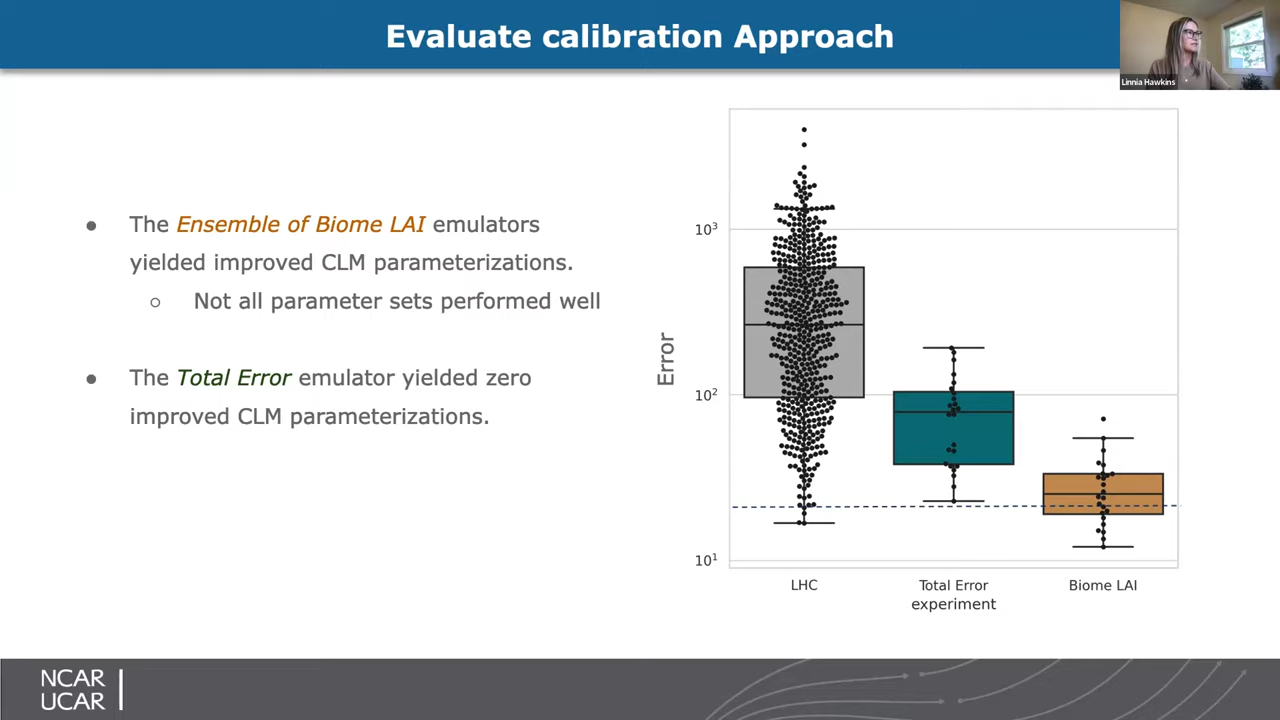 Evaluate calibration Approach
Linnia Hawkins
● The Ensemble of Biome LAI emulators
yielded improved CLM parameterizations.
○ Not all parameter sets performed well
● The Total Error emulator yielded zero
improved CLM parameterizations.
Error
10³
10²
10¹
LHC
Total Error
Biome LAI
experiment
NCAR
UCAR